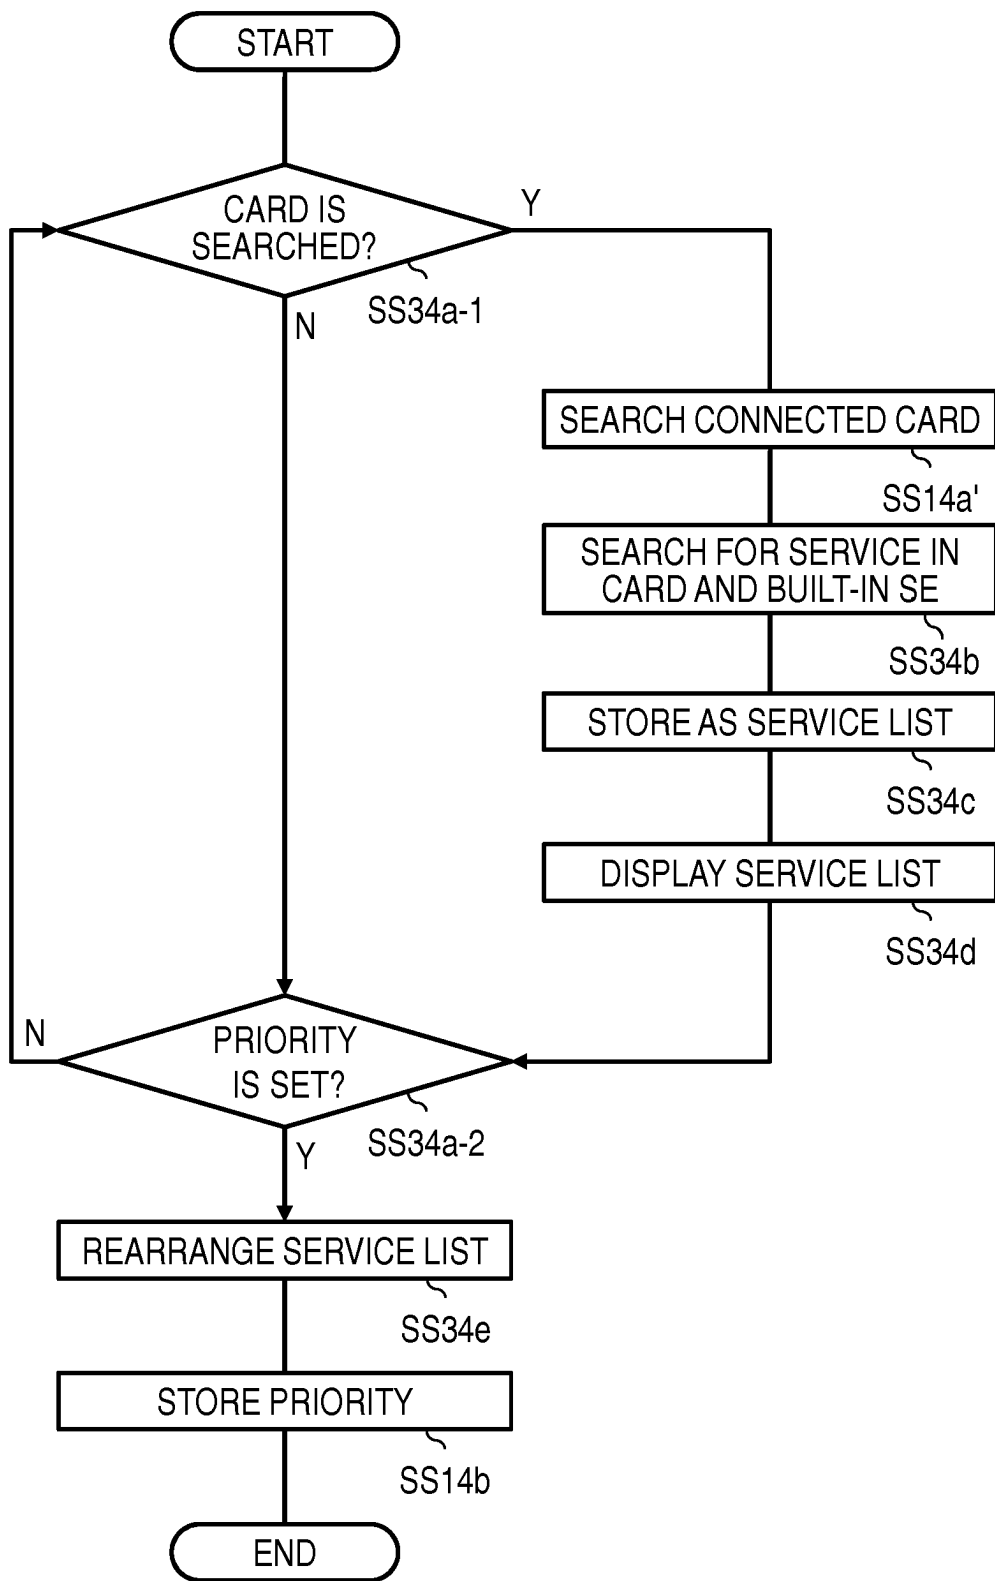 START
CARD IS
SEARCHED?
Y
SS34a-1
N
SEARCH CONNECTED CARD
SS14a'
SEARCH FOR SERVICE IN
CARD AND BUILT-IN SE
SS34b
STORE AS SERVICE LIST
SS34c
DISPLAY SERVICE LIST
SS34d
N
PRIORITY
IS SET?
SS34a-2
Y
REARRANGE SERVICE LIST
SS34e
STORE PRIORITY
SS14b
END